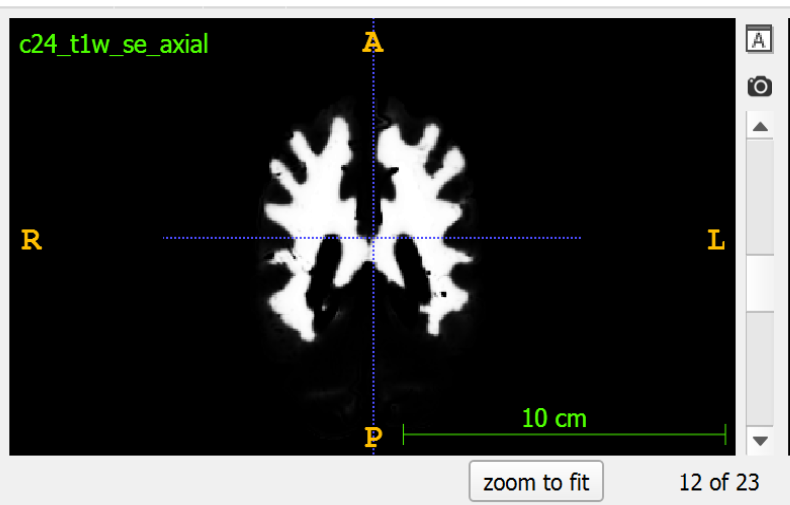 c24_t1w_se_axial
A
A
R
L
10 cm
P
zoom to fit
12 of 23